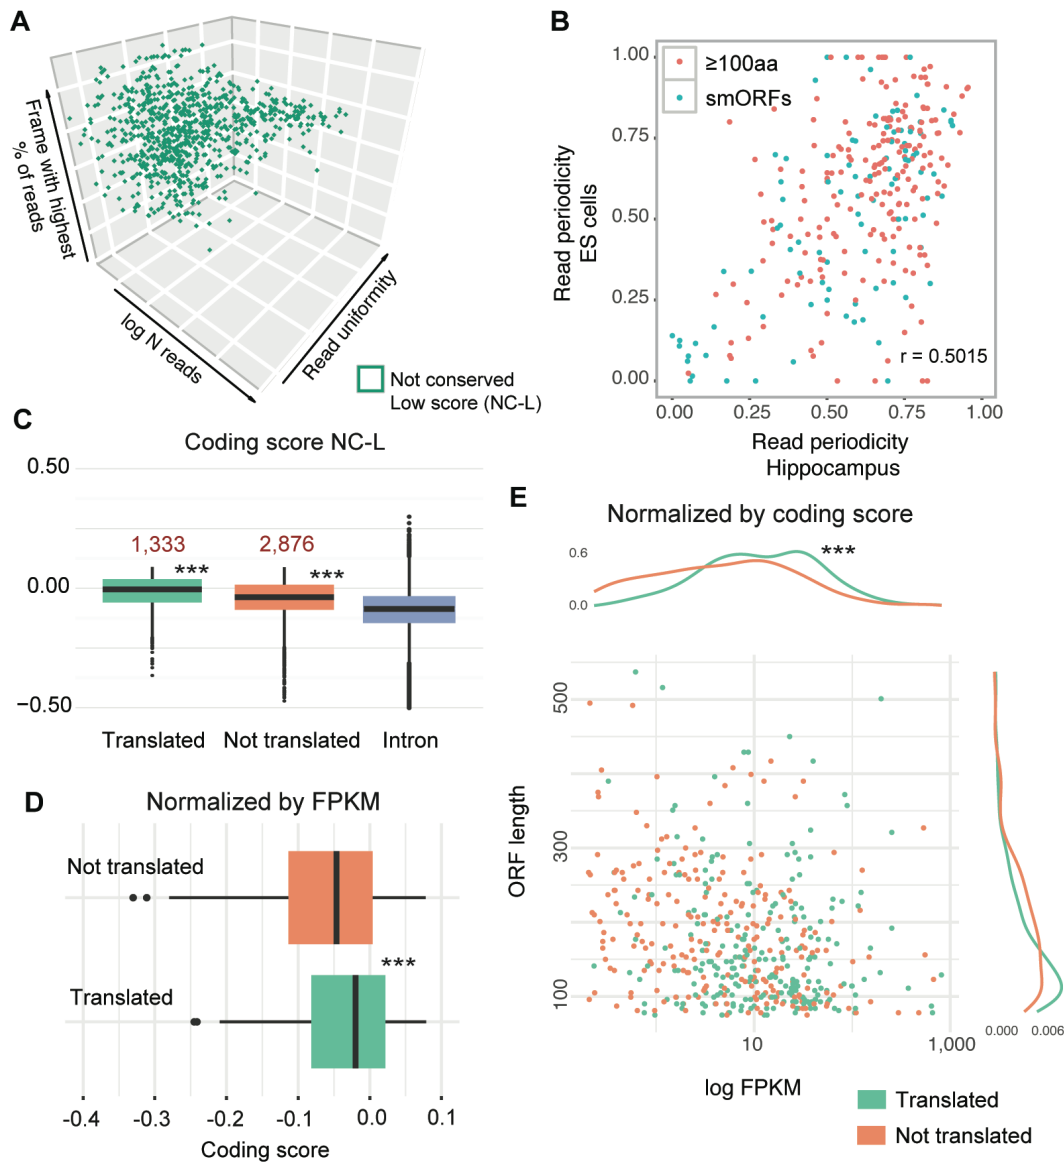 A
Frame with highest
% of reads
log N reads
Read uniformity
Not conserved
Low score (NC-L)
B
1.00
0.75
0.50
0.25
0.00
Read periodicity
ES cells
≥100aa
smORFs
r = 0.5015
0.00 0.25 0.50 0.75 1.00
Read periodicity
Hippocampus
C
Coding score NC-L
0.50
0.00
−0.50
1,333
***
2,876
***
Translated Not translated Intron
D
Normalized by FPKM
Not translated
Translated
***
-0.4 -0.3 -0.2 -0.1 0.0 0.1
Coding score
E
Normalized by coding score
0.6
0.0
***
500
300
100
ORF length
10 1,000
log FPKM
0.000 0.006
Translated
Not translated